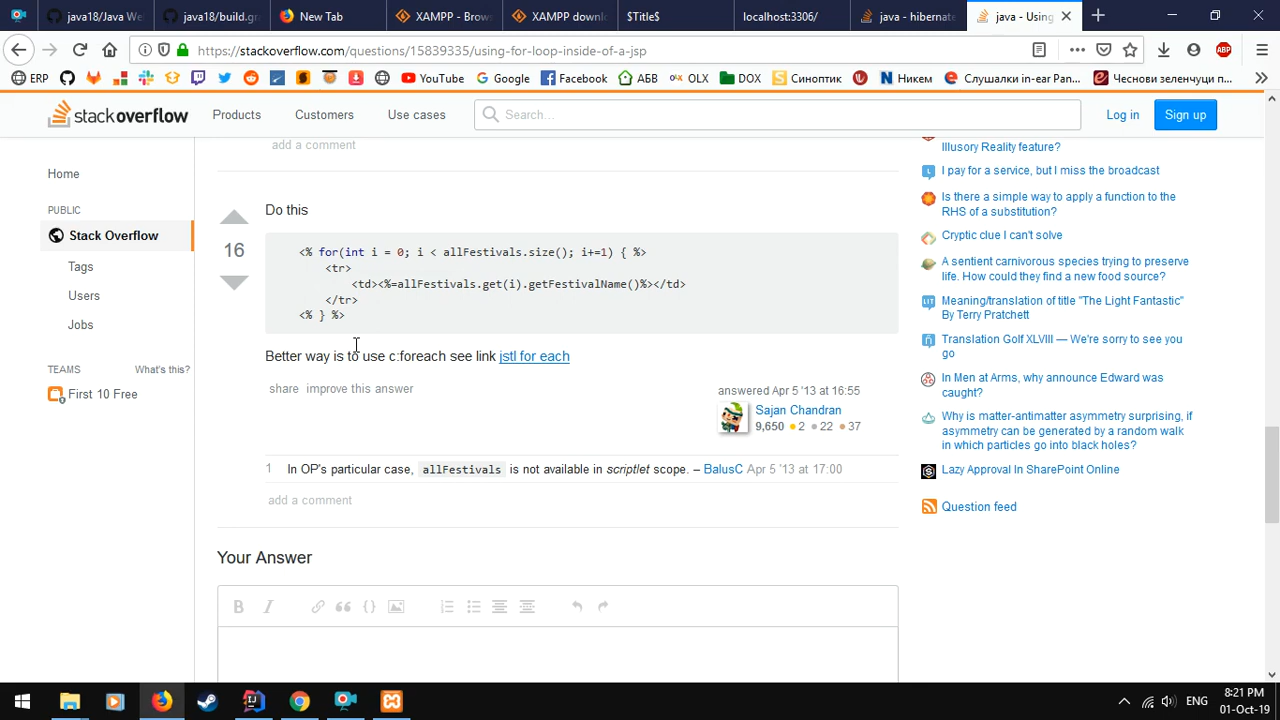 java18/Java We
java18/build.gr
New Tab
XAMPP - Brow
XAMPP downl
$Title$
localhost:3306/
java - hibernate
java - Using
https://stackoverflow.com/questions/15839335/using-for-loop-inside-of-a-jsp
ABP
ERP
YouTube
Google
Facebook
АБВ
OLX
DOX
Синоптик
Никем
Слушалки in-ear Pan...
Чеснови зеленчуци п...
stackoverflow
Products
Customers
Use cases
Search...
Log in
Sign up
Home
PUBLIC
Stack Overflow
Tags
Users
Jobs
TEAMS
What's this?
First 10 Free
add a comment
16
Do this
<% for(int i = 0; i < allFestivals.size(); i+=1) { %>
<tr>
<td><%=allFestivals.get(i).getFestivalName()%></td>
</tr>
<% } %>
Better way is to use c:foreach see link jstl for each
share improve this answer
answered Apr 5 '13 at 16:55
Sajan Chandran
9,650 2 22 37
1 In OP's particular case, allFestivals is not available in scriptlet scope. – BalusC Apr 5 '13 at 17:00
add a comment
Your Answer
Illusory Reality feature?
I pay for a service, but I miss the broadcast
Is there a simple way to apply a function to the
RHS of a substitution?
Cryptic clue I can't solve
A sentient carnivorous species trying to preserve
life. How could they find a new food source?
Meaning/translation of title "The Light Fantastic"
By Terry Pratchett
Translation Golf XLVIII — We're sorry to see you
go
In Men at Arms, why announce Edward was
caught?
Why is matter-antimatter asymmetry surprising, if
asymmetry can be generated by a random walk
in which particles go into black holes?
Lazy Approval In SharePoint Online
Question feed
ENG
8:21 PM
01-Oct-19